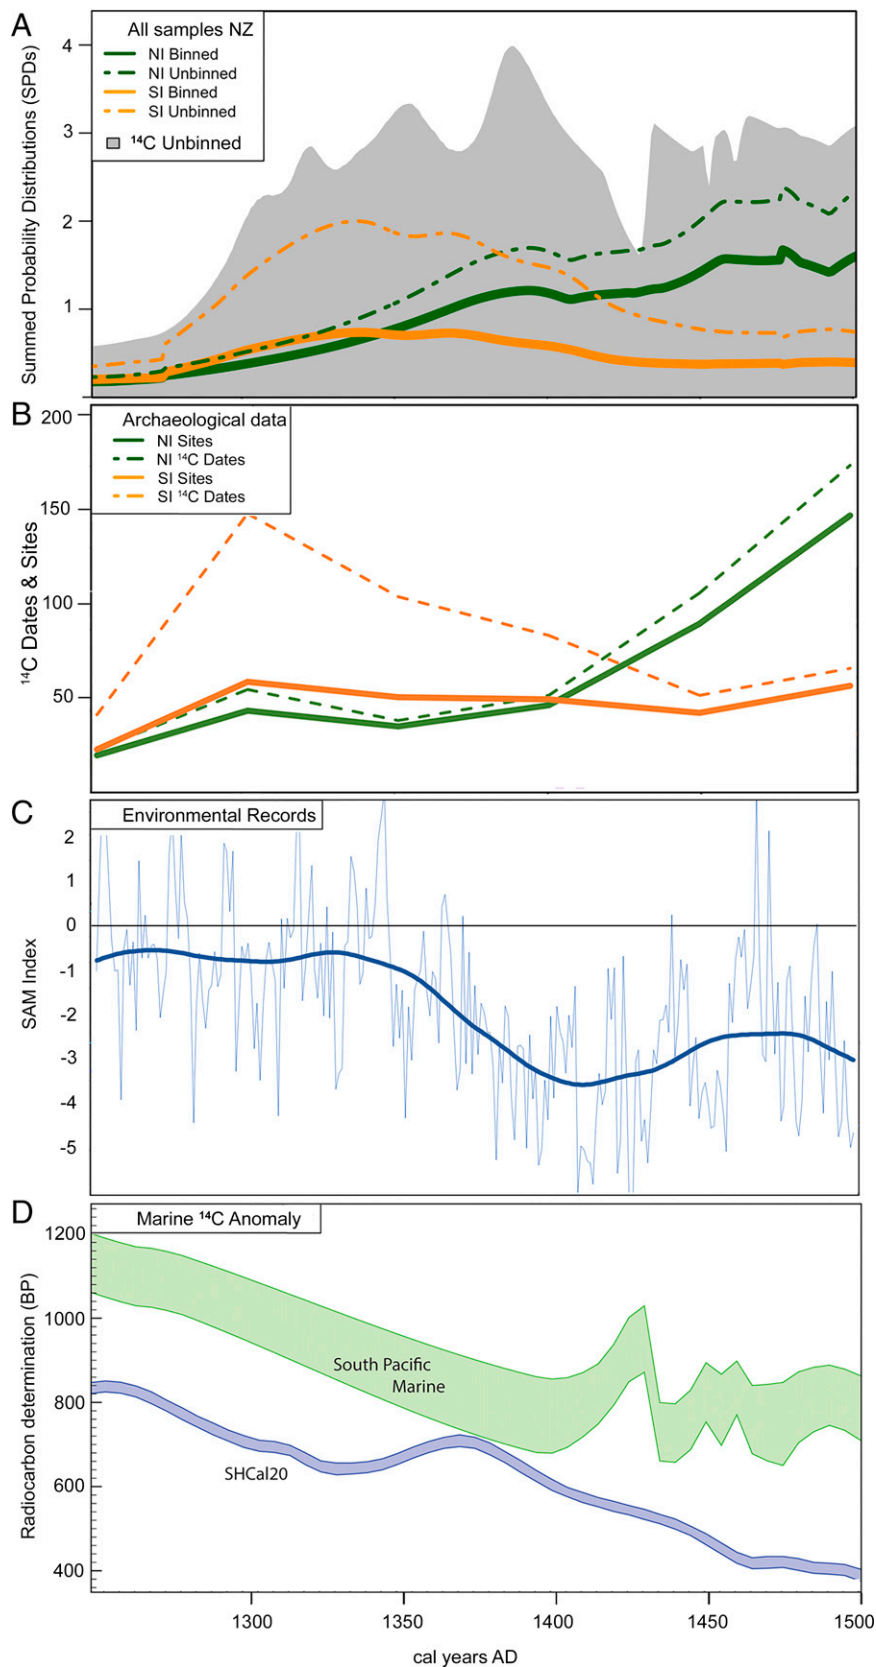 A
All samples NZ
NI Binned
NI Unbinned
SI Binned
SI Unbinned
¹⁴C Unbinned
Summed Probability Distributions (SPDs)
4
3
2
1
B
Archaeological data
NI Sites
NI ¹⁴C Dates
SI Sites
SI ¹⁴C Dates
¹⁴C Dates & Sites
200
150
100
50
C
Environmental Records
SAM Index
2
1
0
-1
-2
-3
-4
-5
D
Marine ¹⁴C Anomaly
Radiocarbon determination (BP)
1200
1000
800
600
400
South Pacific
Marine
SHCal20
1300 1350 1400 1450 1500
cal years AD